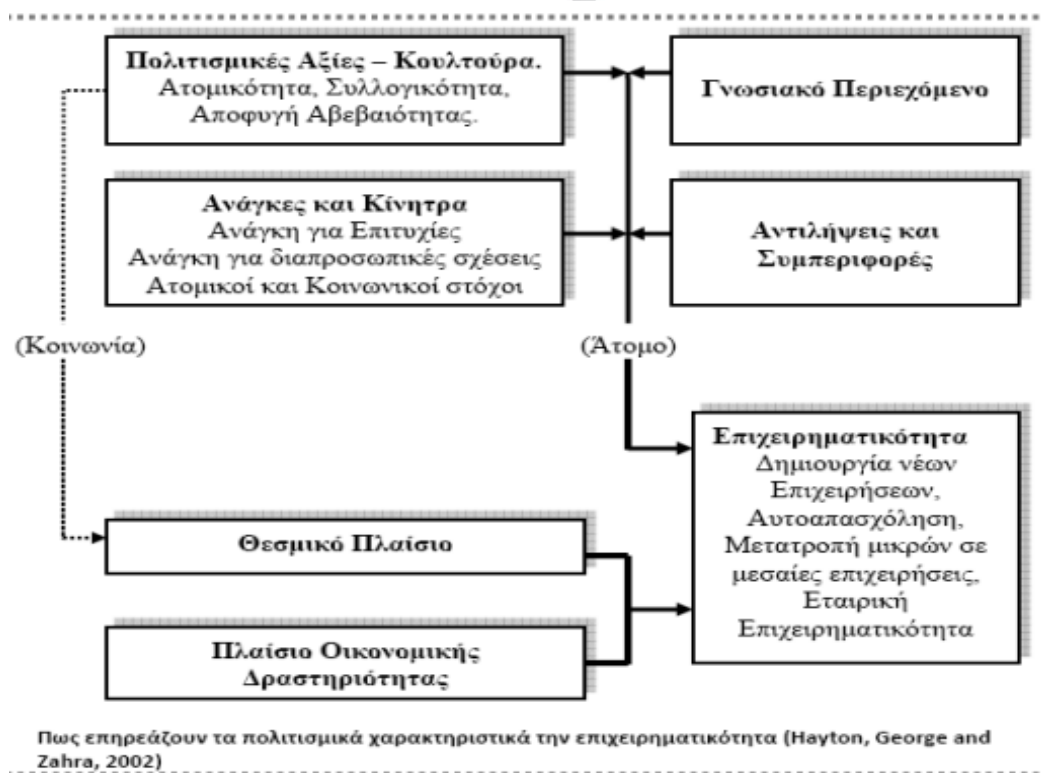 Πολιτισμικές Αξίες – Κουλτούρα.
Ατομικότητα, Συλλογικότητα,
Αποφυγή Αβεβαιότητας.
Γνωσιακό Περιεχόμενο
Ανάγκες και Κίνητρα
Ανάγκη για Επιτυχίες
Ανάγκη για διαπροσωπικές σχέσεις
Ατομικοί και Κοινωνικοί στόχοι
Αντιλήψεις και
Συμπεριφορές
(Κοινωνία)
(Άτομο)
Επιχειρηματικότητα
Δημιουργία νέων
Επιχειρήσεων,
Αυτοαπασχόληση,
Μετατροπή μικρών σε
μεσαίες επιχειρήσεις,
Εταιρική
Επιχειρηματικότητα
Θεσμικό Πλαίσιο
Πλαίσιο Οικονομικής
Δραστηριότητας
Πως επηρεάζουν τα πολιτισμικά χαρακτηριστικά την επιχειρηματικότητα (Hayton, George and
Zahra, 2002)